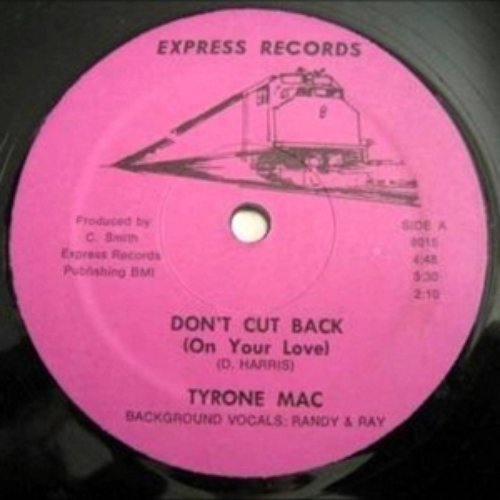 EXPRESS RECORDS
8
Produced by
C. Smith
Express Records
Publishing BMI
SIDE A
8015
4:48
3:30
2:10
DON'T CUT BACK
(On Your Love)
(D. HARRIS)
TYRONE MAC
BACKGROUND VOCALS: RANDY & RAY